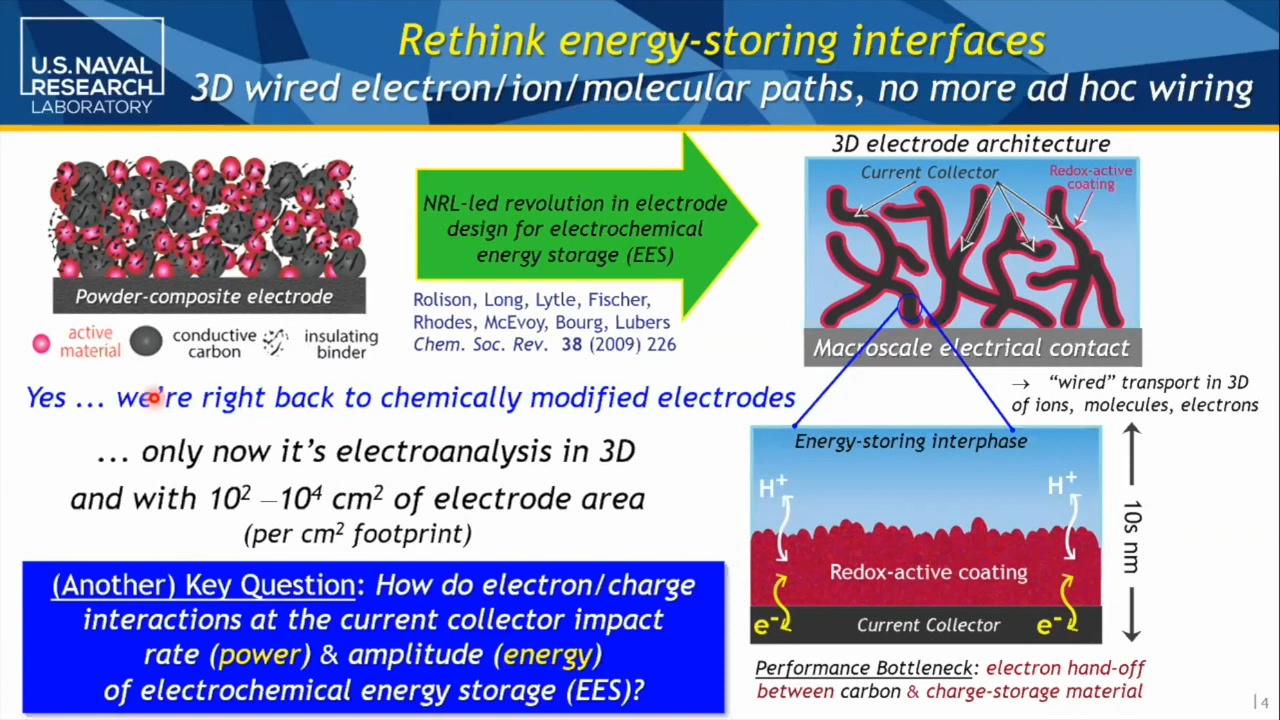 U.S. NAVAL
RESEARCH
LABORATORY
Rethink energy-storing interfaces
3D wired electron/ion/molecular paths, no more ad hoc wiring
Powder-composite electrode
active
material
conductive
carbon
insulating
binder
NRL-led revolution in electrode
design for electrochemical
energy storage (EES)
Rolison, Long, Lytle, Fischer,
Rhodes, McEvoy, Bourg, Lubers
Chem. Soc. Rev. 38 (2009) 226
3D electrode architecture
Current Collector
Redox-active
coating
Macroscale electrical contact
Yes ... we're right back to chemically modified electrodes
... only now it's electroanalysis in 3D
and with 10² –10⁴ cm² of electrode area
(per cm² footprint)
→ "wired" transport in 3D
of ions, molecules, electrons
Energy-storing interphase
H⁺
H⁺
Redox-active coating
e⁻
Current Collector
e⁻
10s nm
(Another) Key Question: How do electron/charge
interactions at the current collector impact
rate (power) & amplitude (energy)
of electrochemical energy storage (EES)?
Performance Bottleneck: electron hand-off
between carbon & charge-storage material
| 4